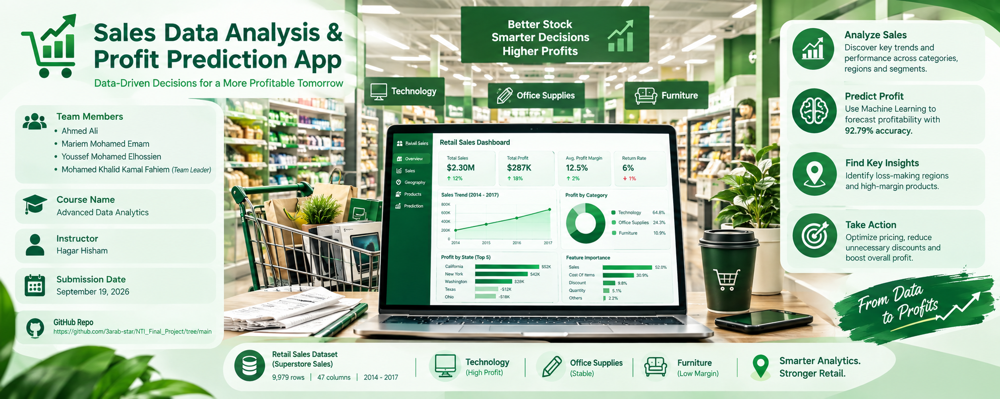 Sales Data Analysis &
Profit Prediction App
Data-Driven Decisions for a More Profitable Tomorrow
Team Members
• Ahmed Ali
• Mariem Mohamed Emam
• Youssef Mohamed Elhossien
• Mohamed Khalid Kamal Fahiem (Team Leader)
Course Name
Advanced Data Analytics
Instructor
Hagar Hisham
Submission Date
September 19, 2026
GitHub Repo
https://github.com/3arab-star/NTI_Final_Project/tree/main
Better Stock
Smarter Decisions
Higher Profits
Technology
Office Supplies
Furniture
Retail Sales
Overview
Sales
Geography
Products
Prediction
Retail Sales Dashboard
Total Sales
$2.30M
↑ 12%
Total Profit
$287K
↑ 18%
Avg. Profit Margin
12.5%
↑ 2%
Return Rate
6%
↓ 1%
Sales Trend (2014 - 2017)
800K
600K
400K
200K
0
2014 2015 2016 2017
Profit by Category
Technology 64.8%
Office Supplies 24.3%
Furniture 10.9%
Profit by State (Top 5)
California $52K
New York $42K
Washington $28K
Texas -$12K
Ohio -$18K
Feature Importance
Sales 52.0%
Cost Of Items 30.9%
Discount 9.8%
Quantity 5.1%
Others 2.2%
Analyze Sales
Discover key trends and
performance across categories,
regions and segments.
Predict Profit
Use Machine Learning to
forecast profitability with
92.79% accuracy.
Find Key Insights
Identify loss-making regions
and high-margin products.
Take Action
Optimize pricing, reduce
unnecessary discounts and
boost overall profit.
From Data
to Profits
Retail Sales Dataset
(Superstore Sales)
9,979 rows | 47 columns | 2014 - 2017
Technology
(High Profit)
Office Supplies
(Stable)
Furniture
(Low Margin)
Smarter Analytics.
Stronger Retail.